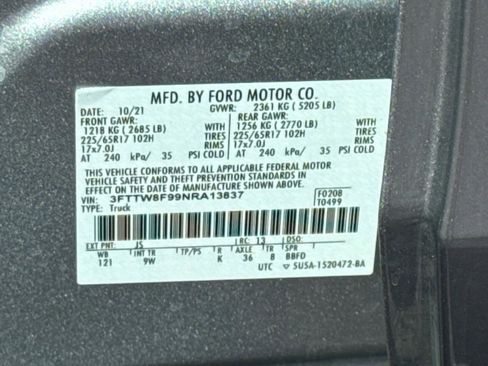 MFD. BY FORD MOTOR CO.
DATE: 10/21 GVWR: 2361 KG ( 5205 LB)
FRONT GAWR: REAR GAWR:
1218 KG ( 2685 LB) WITH 1256 KG ( 2770 LB) WITH
225/65R17 102H TIRES 225/65R17 102H TIRES
17x7.0J RIMS 17x7.0J RIMS
AT 240 kPa/ 35 PSI COLD AT 240 kPa/ 35 PSI COLD
THIS VEHICLE CONFORMS TO ALL APPLICABLE FEDERAL MOTOR
VEHICLE SAFETY AND THEFT PREVENTION STANDARDS IN EFFECT ON
THE DATE OF MANUFACTURE SHOWN ABOVE.
VIN: 3FTTW8F99NRA13837 F0208
TYPE: Truck T0499
EXT PNT: JS RC: 13 DSO:
WB INT TR TP/PS R AXLE TR SPR
121 9W K 36 8 BBFD
UTC ▽ 5U5A-1520472-BA